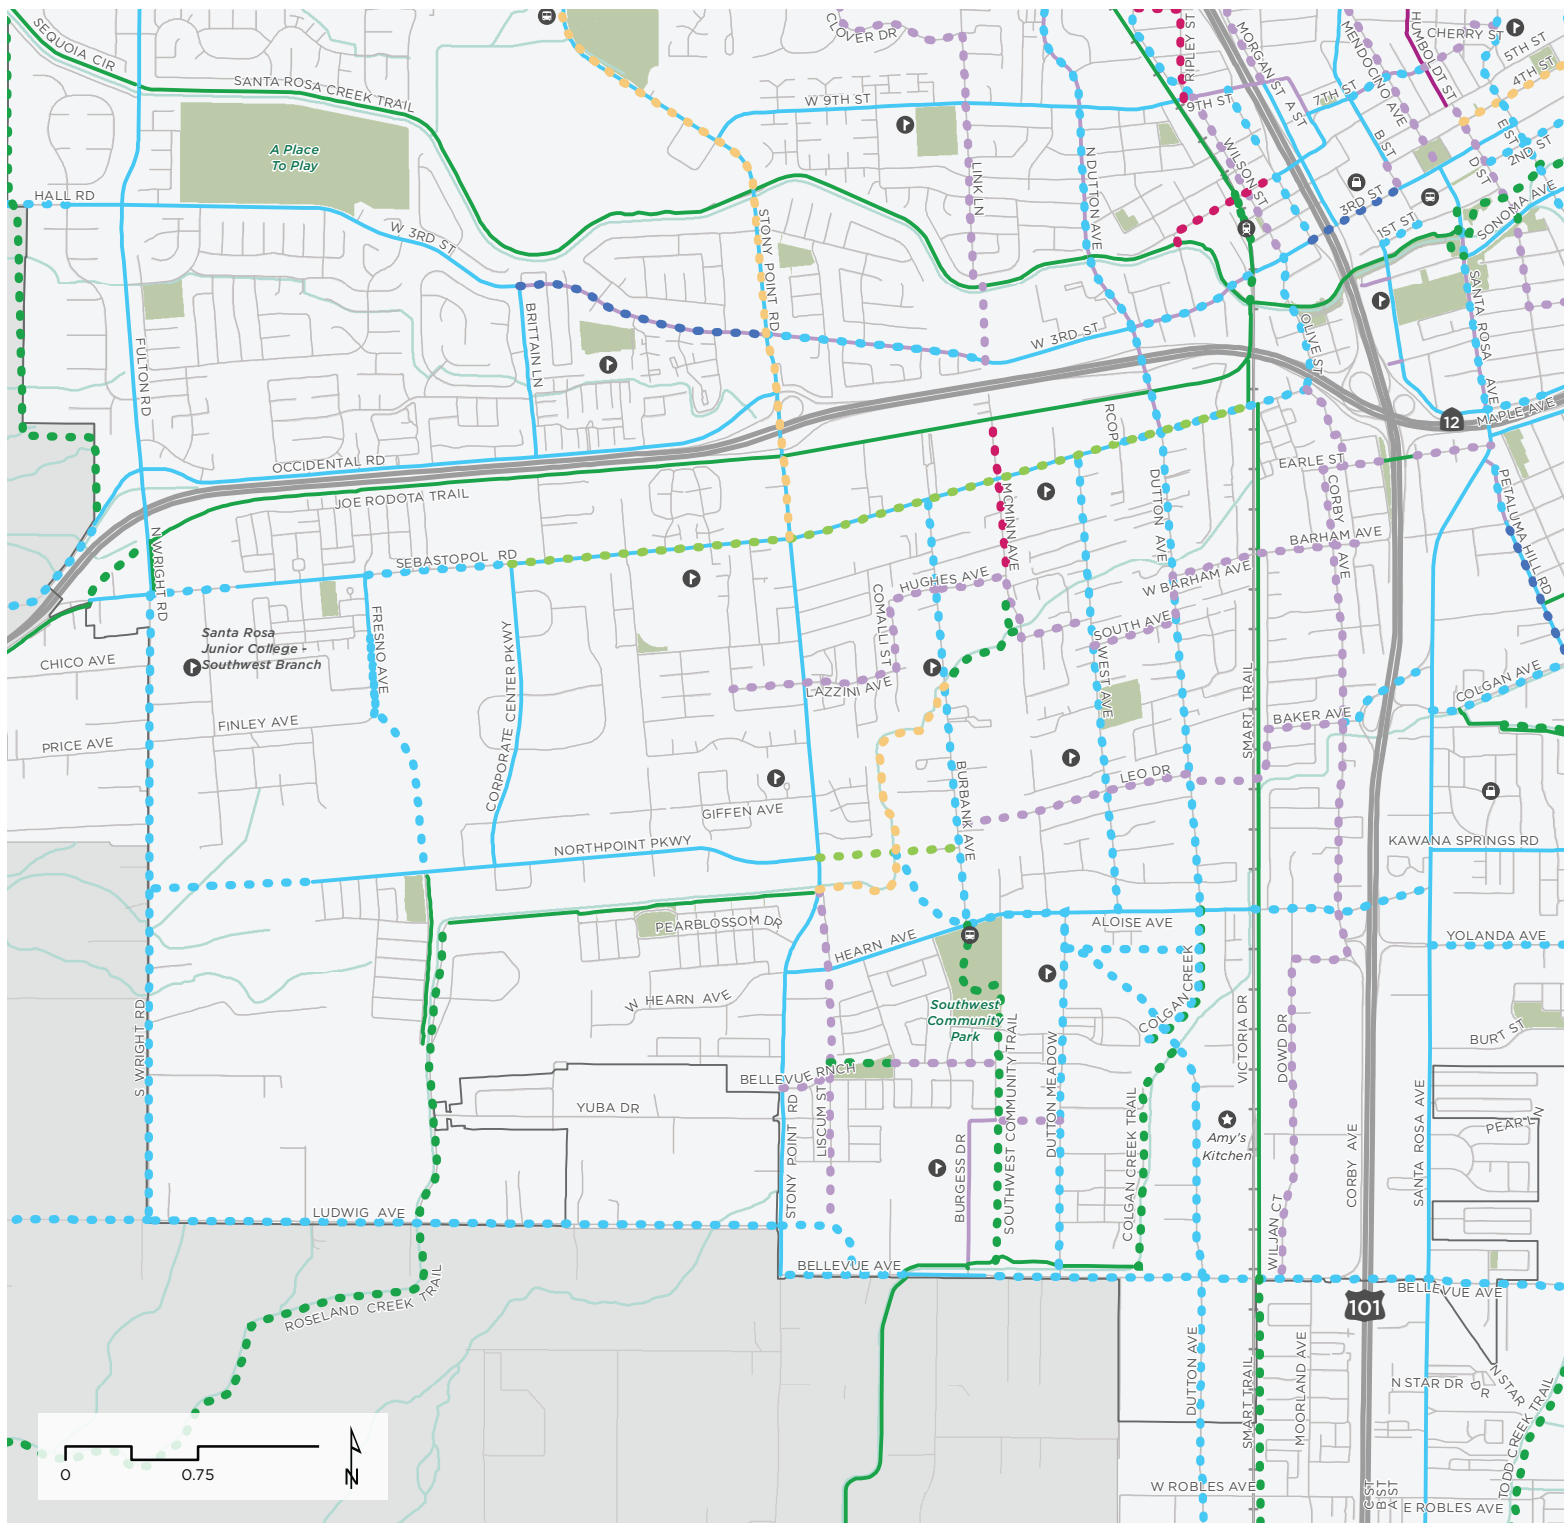 SEQUOIA CIR
SANTA ROSA CREEK TRAIL
CLOVER DR
RIPLEY ST
MORGAN ST
A ST
MENDOCINO AVE
HUMBOLDT ST
CHERRY ST
5TH ST
4TH ST
7TH ST
W 9TH ST
9TH ST
B ST
E ST
2ND ST
D ST
A Place
To Play
HALL RD
W 3RD ST
LINK LN
N DUTTON AVE
WILSON ST
3RD ST
1ST ST
SONOMA AVE
STONY POINT RD
FULTON RD
BRITTAIN LN
W 3RD ST
OLIVE ST
SANTA ROSA AVE
12
MAPLE AVE
OCCIDENTAL RD
JOE RODOTA TRAIL
RCOP
EARLE ST
N WRIGHT RD
SEBASTOPOL RD
MCMINN AVE
DUTTON AVE
CORBY AVE
PETALUMA HILL RD
BARHAM AVE
HUGHES AVE
W BARHAM AVE
COMALLI ST
SOUTH AVE
Santa Rosa
Junior College -
Southwest Branch
CHICO AVE
FRESNO AVE
CORPORATE CENTER PKWY
LAZZINI AVE
WEST AVE
SMART TRAIL
COLGAN AVE
BAKER AVE
FINLEY AVE
PRICE AVE
LEO DR
BURBANK AVE
GIFFEN AVE
NORTHPOINT PKWY
KAWANA SPRINGS RD
PEARBLOSSOM DR
HEARN AVE
ALOISE AVE
YOLANDA AVE
W HEARN AVE
Southwest
Community
Park
COLGAN CREEK
S WRIGHT RD
VICTORIA DR
DOWD DR
BURT ST
BELLEVUE RNCH
YUBA DR
STONY POINT RD
LISCUM ST
SOUTHWEST COMMUNITY TRAIL
DUTTON MEADOW
COLGAN CREEK TRAIL
Amy's
Kitchen
SANTA ROSA AVE
PEAR LN
BURGESS DR
CORBY AVE
LUDWIG AVE
WILJAN CT
BELLEVUE AVE
BELLEVUE AVE
101
ROSELAND CREEK TRAIL
DUTTON AVE
SMART TRAIL
MOORLAND AVE
N STAR DR
N STAR DR
TODD CREEK TRAIL
0
0.75
N
W ROBLES AVE
C ST
B ST
A ST
E ROBLES AVE